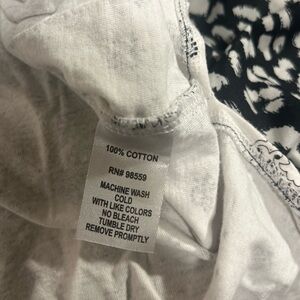 100% COTTON
RN# 98559
MACHINE WASH
COLD
WITH LIKE COLORS
NO BLEACH
TUMBLE DRY
REMOVE PROMPTLY